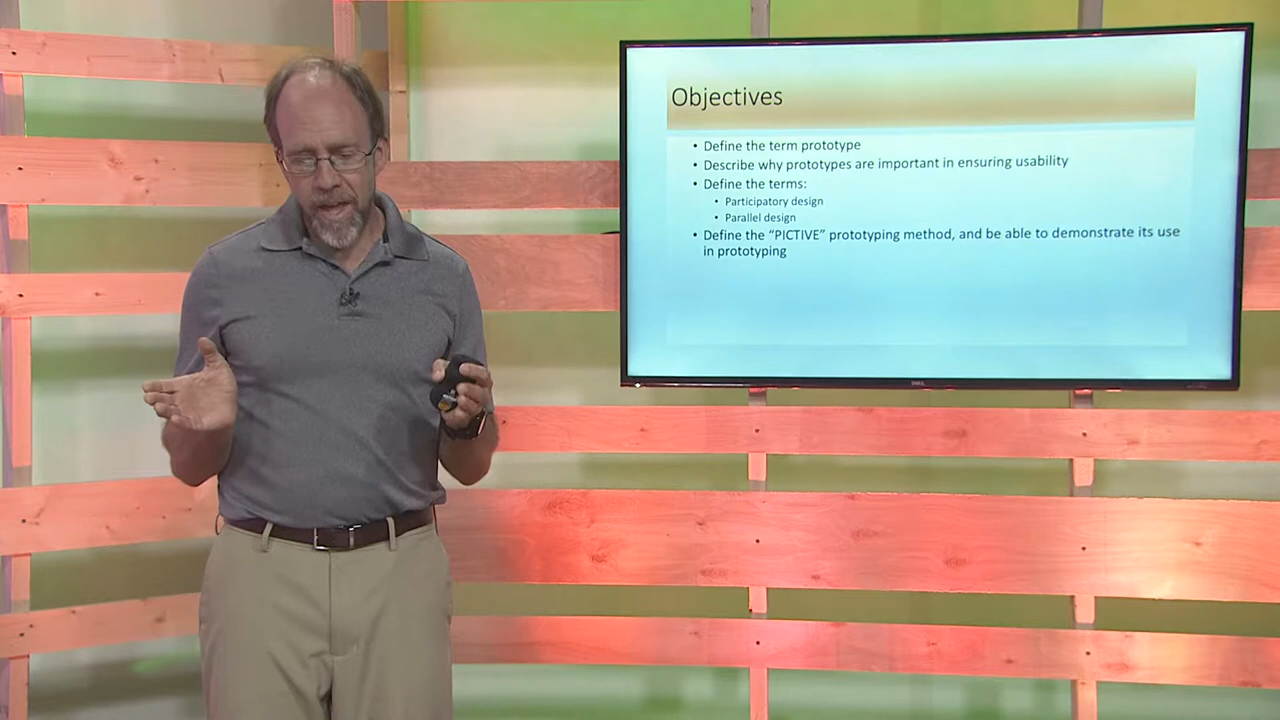 Objectives
• Define the term prototype
• Describe why prototypes are important in ensuring usability
• Define the terms:
• Participatory design
• Parallel design
• Define the “PICTIVE” prototyping method, and be able to demonstrate its use
in prototyping
DELL